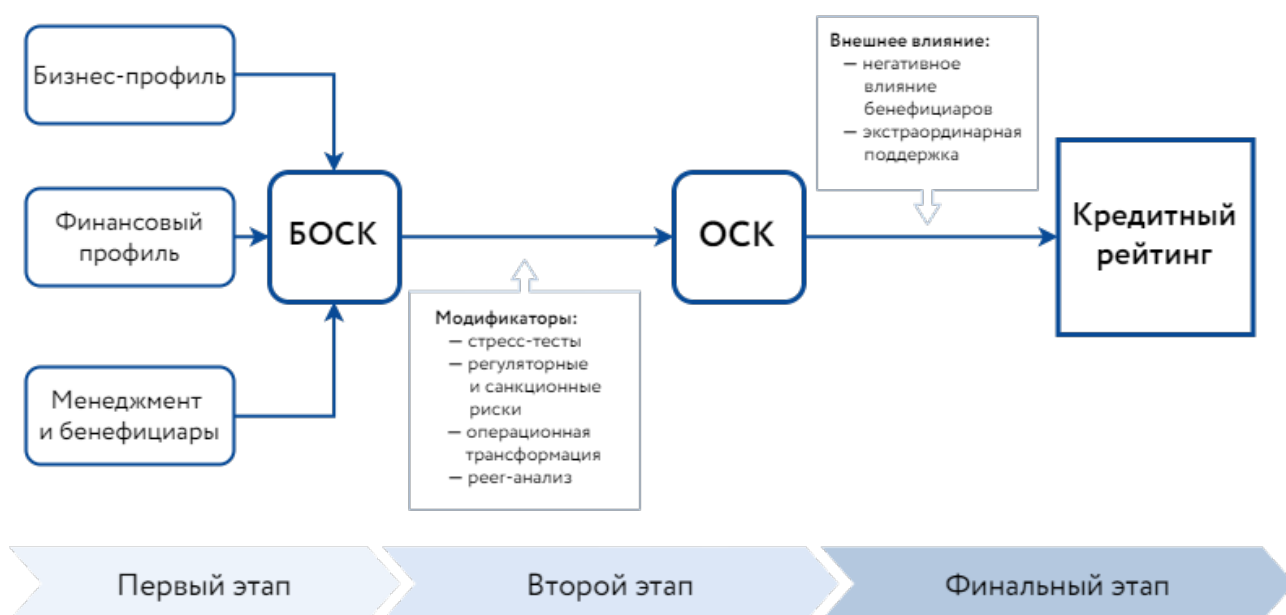 Бизнес-профиль
Финансовый
профиль
Менеджмент
и бенефициары
БОСК
Модификаторы:
— стресс-тесты
— регуляторные
и санкционные
риски
— операционная
трансформация
— peer-анализ
ОСК
Внешнее влияние:
— негативное
влияние
бенефициаров
— экстраординарная
поддержка
Кредитный
рейтинг
Первый этап
Второй этап
Финальный этап